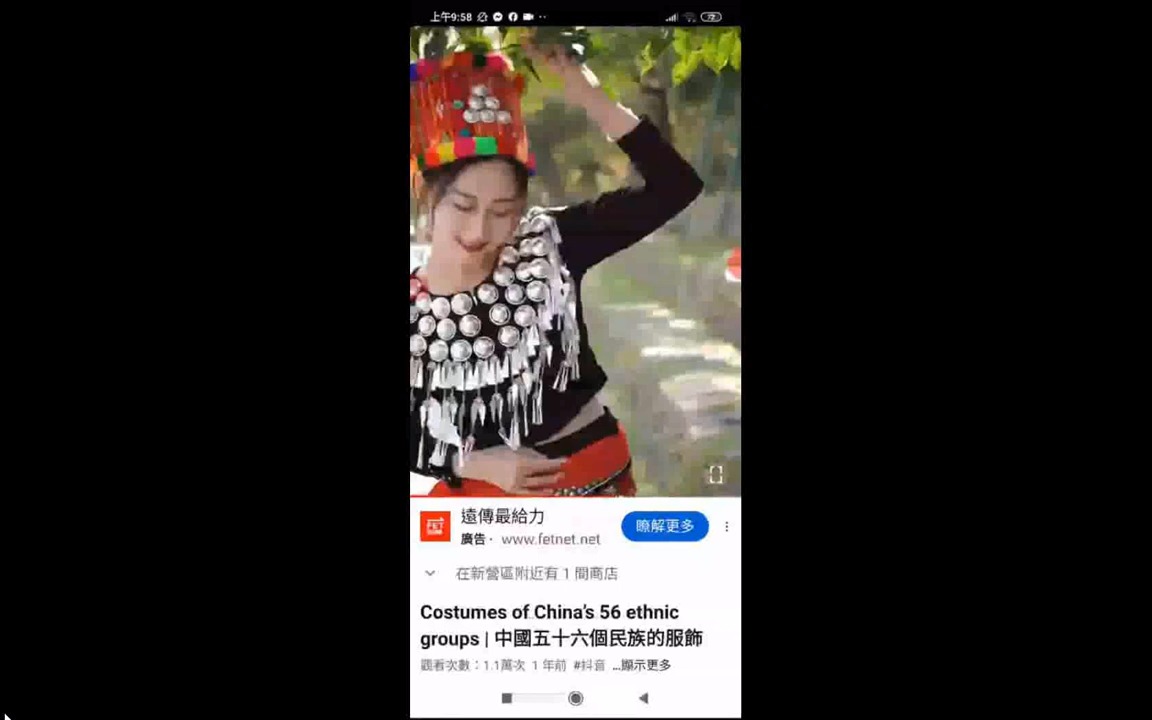 上午9:58
72
遠傳最給力
廣告 · www.fetnet.net
瞭解更多
在新營區附近有 1 間商店
Costumes of China's 56 ethnic
groups | 中國五十六個民族的服飾
觀看次數：1.1萬次 1 年前 #抖音 ...顯示更多